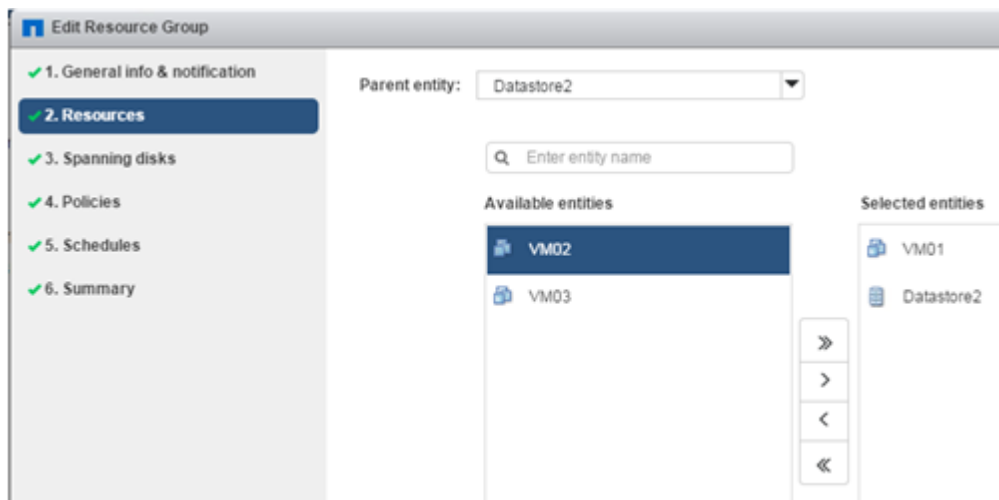 Edit Resource Group
1. General info & notification
2. Resources
3. Spanning disks
4. Policies
5. Schedules
6. Summary
Parent entity: Datastore2
Enter entity name
Available entities
VM02
VM03
Selected entities
VM01
Datastore2